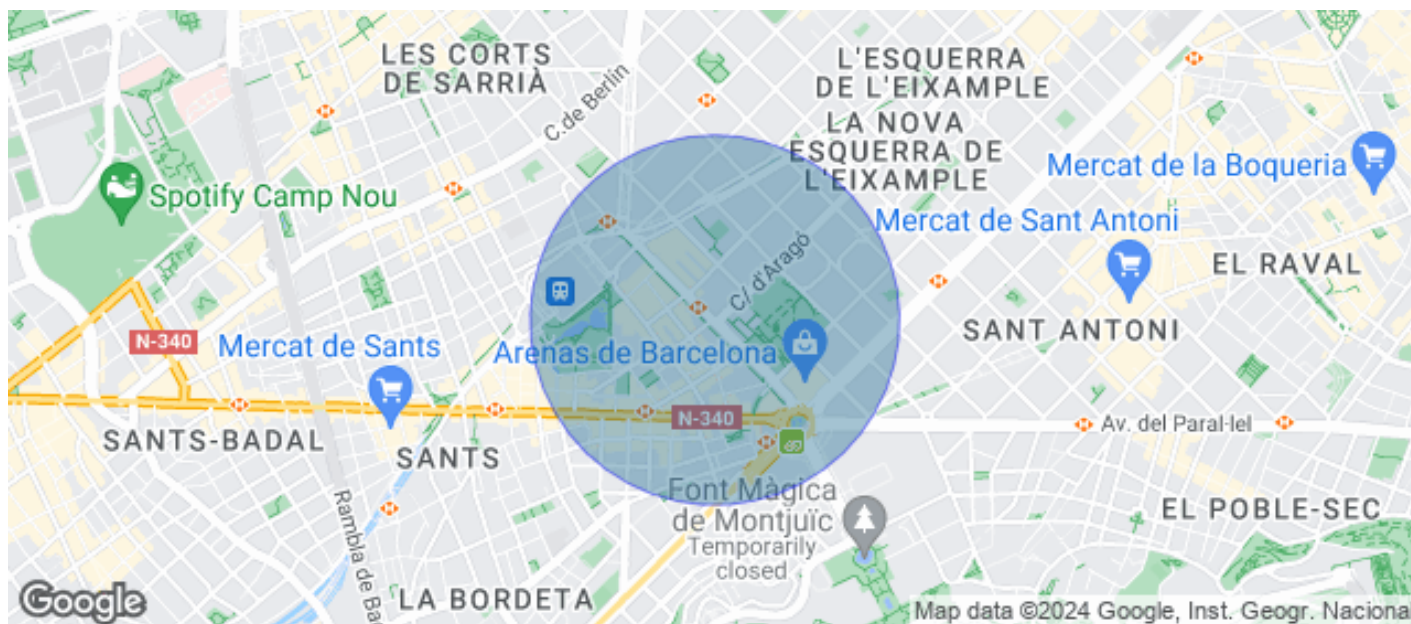 LES CORTS
DE SARRIÀ
C. de Berlín
L'ESQUERRA
DE L'EIXAMPLE
LA NOVA
ESQUERRA DE
L'EIXAMPLE
Mercat de la Boqueria
Spotify Camp Nou
Mercat de Sant Antoni
C/ d'Aragó
EL RAVAL
SANT ANTONI
N-340
Mercat de Sants
Arenas de Barcelona
N-340
Av. del Paral·lel
SANTS-BADAL
SANTS
Font Màgica
de Montjuïc
Temporarily
closed
EL POBLE-SEC
Rambla de Ba
LA BORDETA
Google
Map data ©2024 Google, Inst. Geogr. Naciona